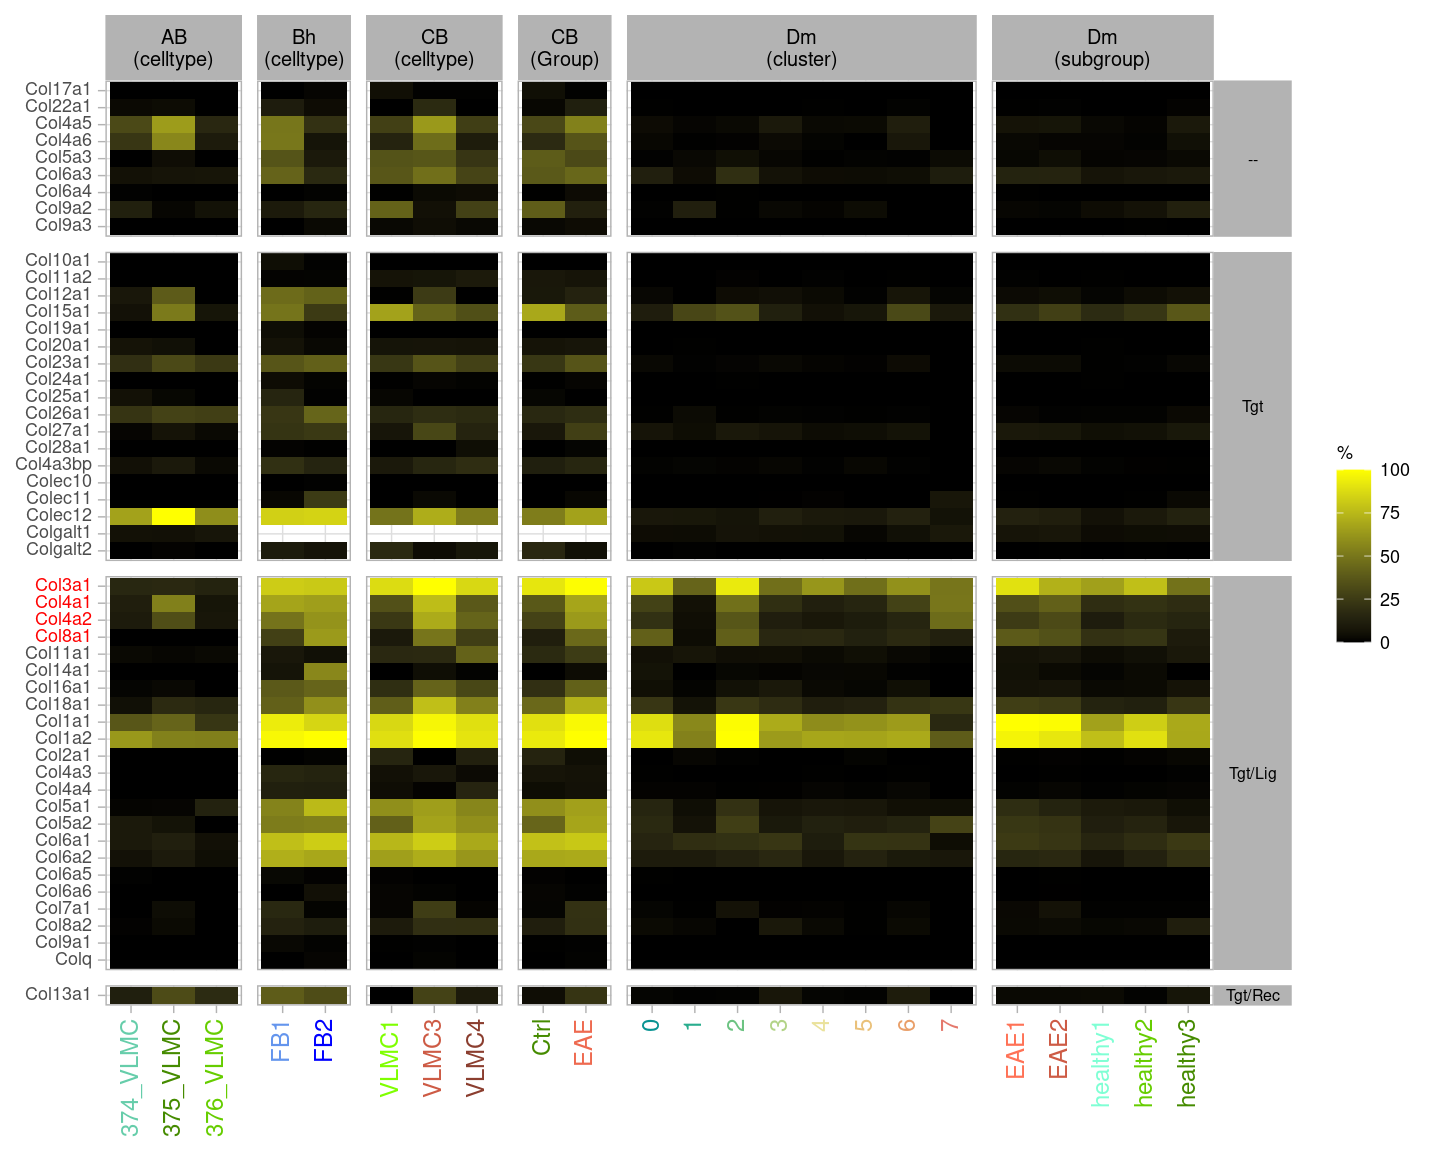 AB
(celltype)
Bh
(celltype)
CB
(celltype)
CB
(Group)
Dm
(cluster)
Dm
(subgroup)
Col17a1
Col22a1
Col4a5
Col4a6
Col5a3
Col6a3
Col6a4
Col9a2
Col9a3
--
Col10a1
Col11a2
Col12a1
Col15a1
Col19a1
Col20a1
Col23a1
Col24a1
Col25a1
Col26a1
Col27a1
Col28a1
Col4a3bp
Colec10
Colec11
Colec12
Colgalt1
Colgalt2
Tgt
Col3a1
Col4a1
Col4a2
Col8a1
Col11a1
Col14a1
Col16a1
Col18a1
Col1a1
Col1a2
Col2a1
Col4a3
Col4a4
Col5a1
Col5a2
Col6a1
Col6a2
Col6a5
Col6a6
Col7a1
Col8a2
Col9a1
Colq
Tgt/Lig
Col13a1
Tgt/Rec
374_VLMC
375_VLMC
376_VLMC
FB1
FB2
VLMC1
VLMC3
VLMC4
Ctrl
EAE
0
1
2
3
4
5
6
7
EAE1
EAE2
healthy1
healthy2
healthy3
%
100
75
50
25
0